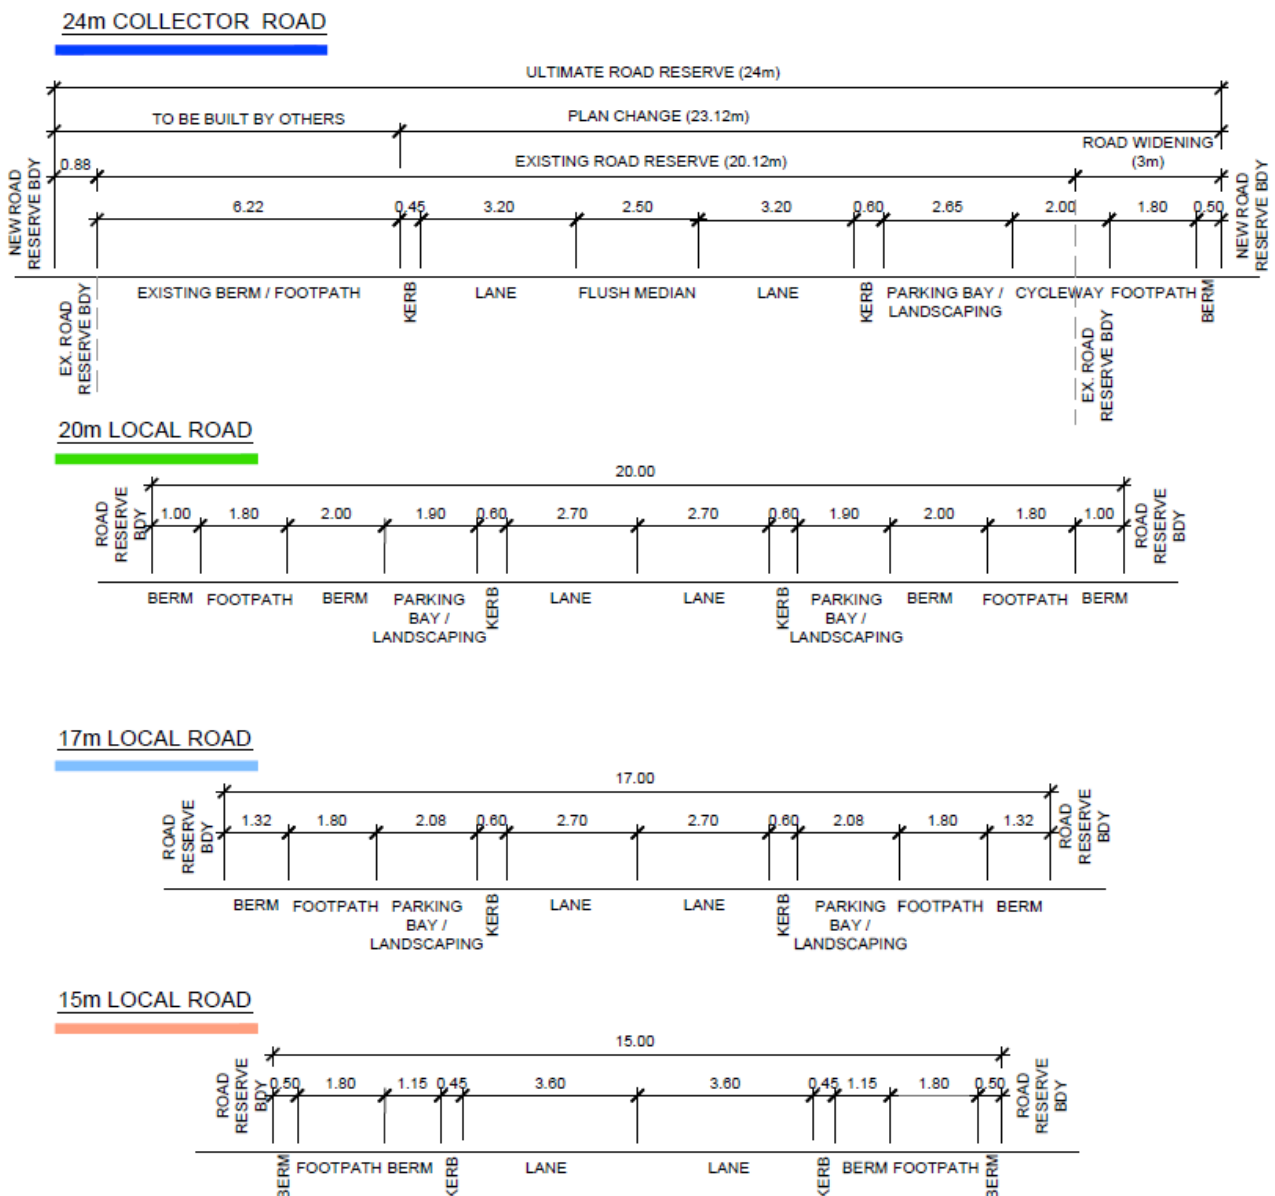 24m COLLECTOR ROAD
ULTIMATE ROAD RESERVE (24m)
TO BE BUILT BY OTHERS
PLAN CHANGE (23.12m)
ROAD WIDENING
(3m)
EXISTING ROAD RESERVE (20.12m)
0.88
NEW ROAD
RESERVE BDY
6.22 0.45 3.20 2.50 3.20 0.60 2.65 2.00 1.80 0.50
NEW ROAD
RESERVE BDY
EXISTING BERM / FOOTPATH KERB LANE FLUSH MEDIAN LANE KERB PARKING BAY / CYCLEWAY FOOTPATH BERM
LANDSCAPING
EX. ROAD
RESERVE BDY
EX. ROAD
RESERVE BDY
20m LOCAL ROAD
20.00
ROAD
RESERVE
BDY
1.00 1.80 2.00 1.90 0.60 2.70 2.70 0.60 1.90 2.00 1.80 1.00
ROAD
RESERVE
BDY
BERM FOOTPATH BERM PARKING KERB LANE LANE KERB PARKING BERM FOOTPATH BERM
BAY / BAY /
LANDSCAPING LANDSCAPING
17m LOCAL ROAD
17.00
ROAD
RESERVE
BDY
1.32 1.80 2.08 0.60 2.70 2.70 0.60 2.08 1.80 1.32
ROAD
RESERVE
BDY
BERM FOOTPATH PARKING KERB LANE LANE KERB PARKING FOOTPATH BERM
BAY / BAY /
LANDSCAPING LANDSCAPING
15m LOCAL ROAD
15.00
ROAD
RESERVE
BDY
0.50 1.80 1.15 0.45 3.60 3.60 0.45 1.15 1.80 0.50
ROAD
RESERVE
BDY
BERM FOOTPATH BERM KERB LANE LANE KERB BERM FOOTPATH BERM